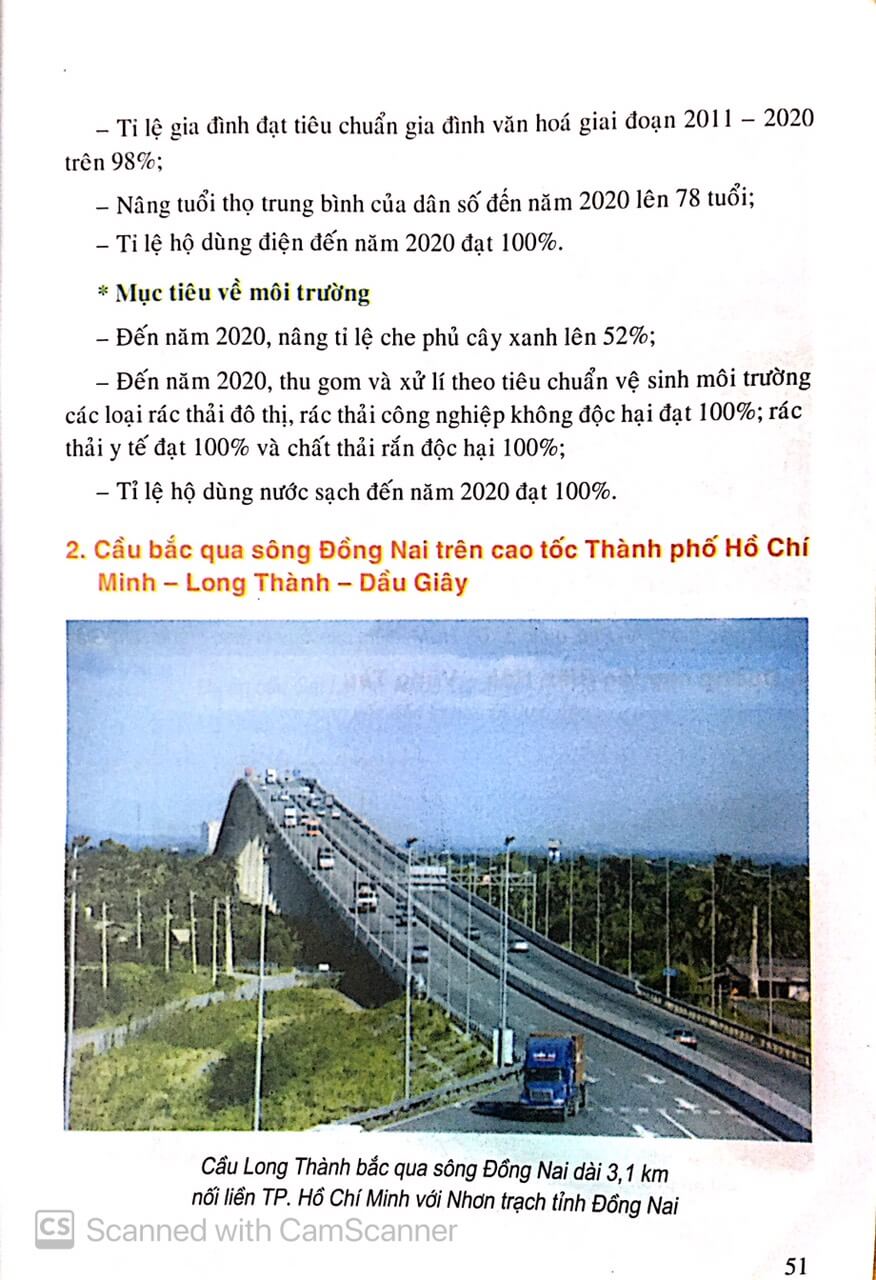 – Tỉ lệ gia đình đạt tiêu chuẩn gia đình văn hoá giai đoạn 2011 – 2020
trên 98%;
– Nâng tuổi thọ trung bình của dân số đến năm 2020 lên 78 tuổi;
– Tỉ lệ hộ dùng điện đến năm 2020 đạt 100%.
* Mục tiêu về môi trường
– Đến năm 2020, nâng tỉ lệ che phủ cây xanh lên 52%;
– Đến năm 2020, thu gom và xử lí theo tiêu chuẩn vệ sinh môi trường
các loại rác thải đô thị, rác thải công nghiệp không độc hại đạt 100%; rác
thải y tế đạt 100% và chất thải rắn độc hại 100%;
– Tỉ lệ hộ dùng nước sạch đến năm 2020 đạt 100%.
2. Cầu bắc qua sông Đồng Nai trên cao tốc Thành phố Hồ Chí
Minh – Long Thành – Dầu Giây
Cầu Long Thành bắc qua sông Đồng Nai dài 3,1 km
nối liền TP. Hồ Chí Minh với Nhơn trạch tỉnh Đồng Nai
CS Scanned with CamScanner
51